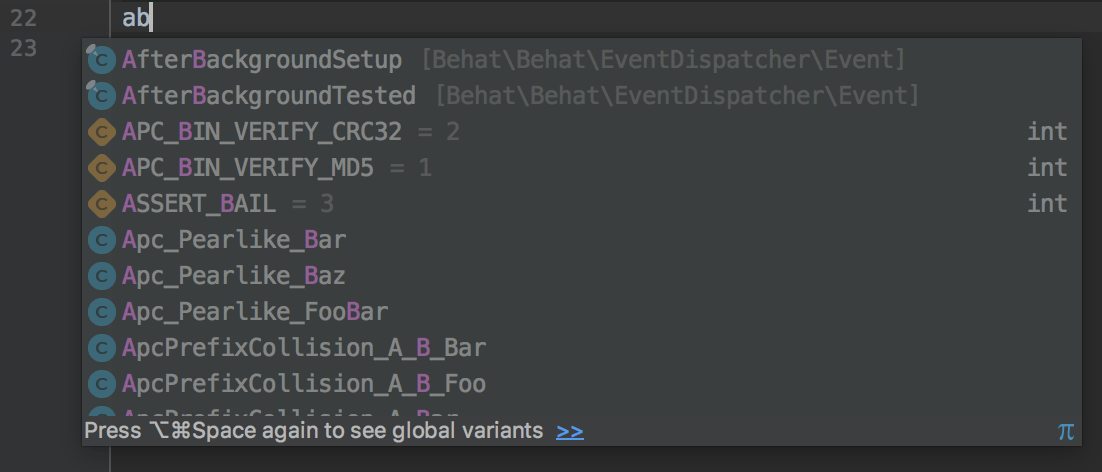 22 ab
23
AfterBackgroundSetup [Behat\Behat\EventDispatcher\Event]
AfterBackgroundTested [Behat\Behat\EventDispatcher\Event]
APC_BIN_VERIFY_CRC32 = 2 int
APC_BIN_VERIFY_MD5 = 1 int
ASSERT_BAIL = 3 int
Apc_Pearlike_Bar
Apc_Pearlike_Baz
Apc_Pearlike_FooBar
ApcPrefixCollision_A_B_Bar
ApcPrefixCollision_A_B_Foo
ApcPrefixCollision_A_Bar
Press ⌥⌘Space again to see global variants >> π